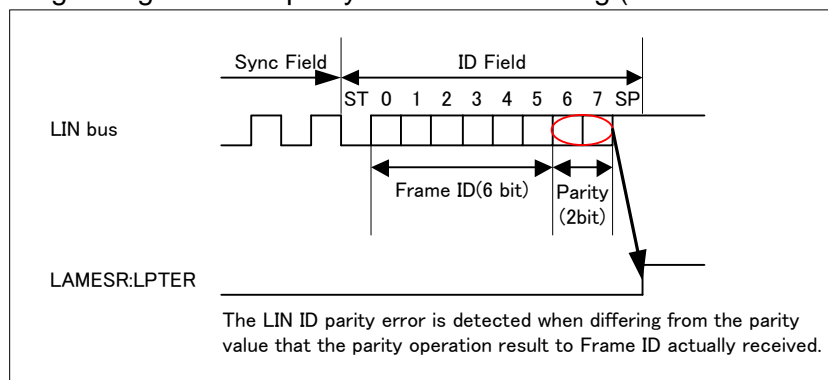 Sync Field ID Field
ST 0 1 2 3 4 5 6 7 SP
LIN bus
Frame ID(6 bit) Parity
(2bit)
LAMESR:LPTER
The LIN ID parity error is detected when differing from the parity
value that the parity operation result to Frame ID actually received.